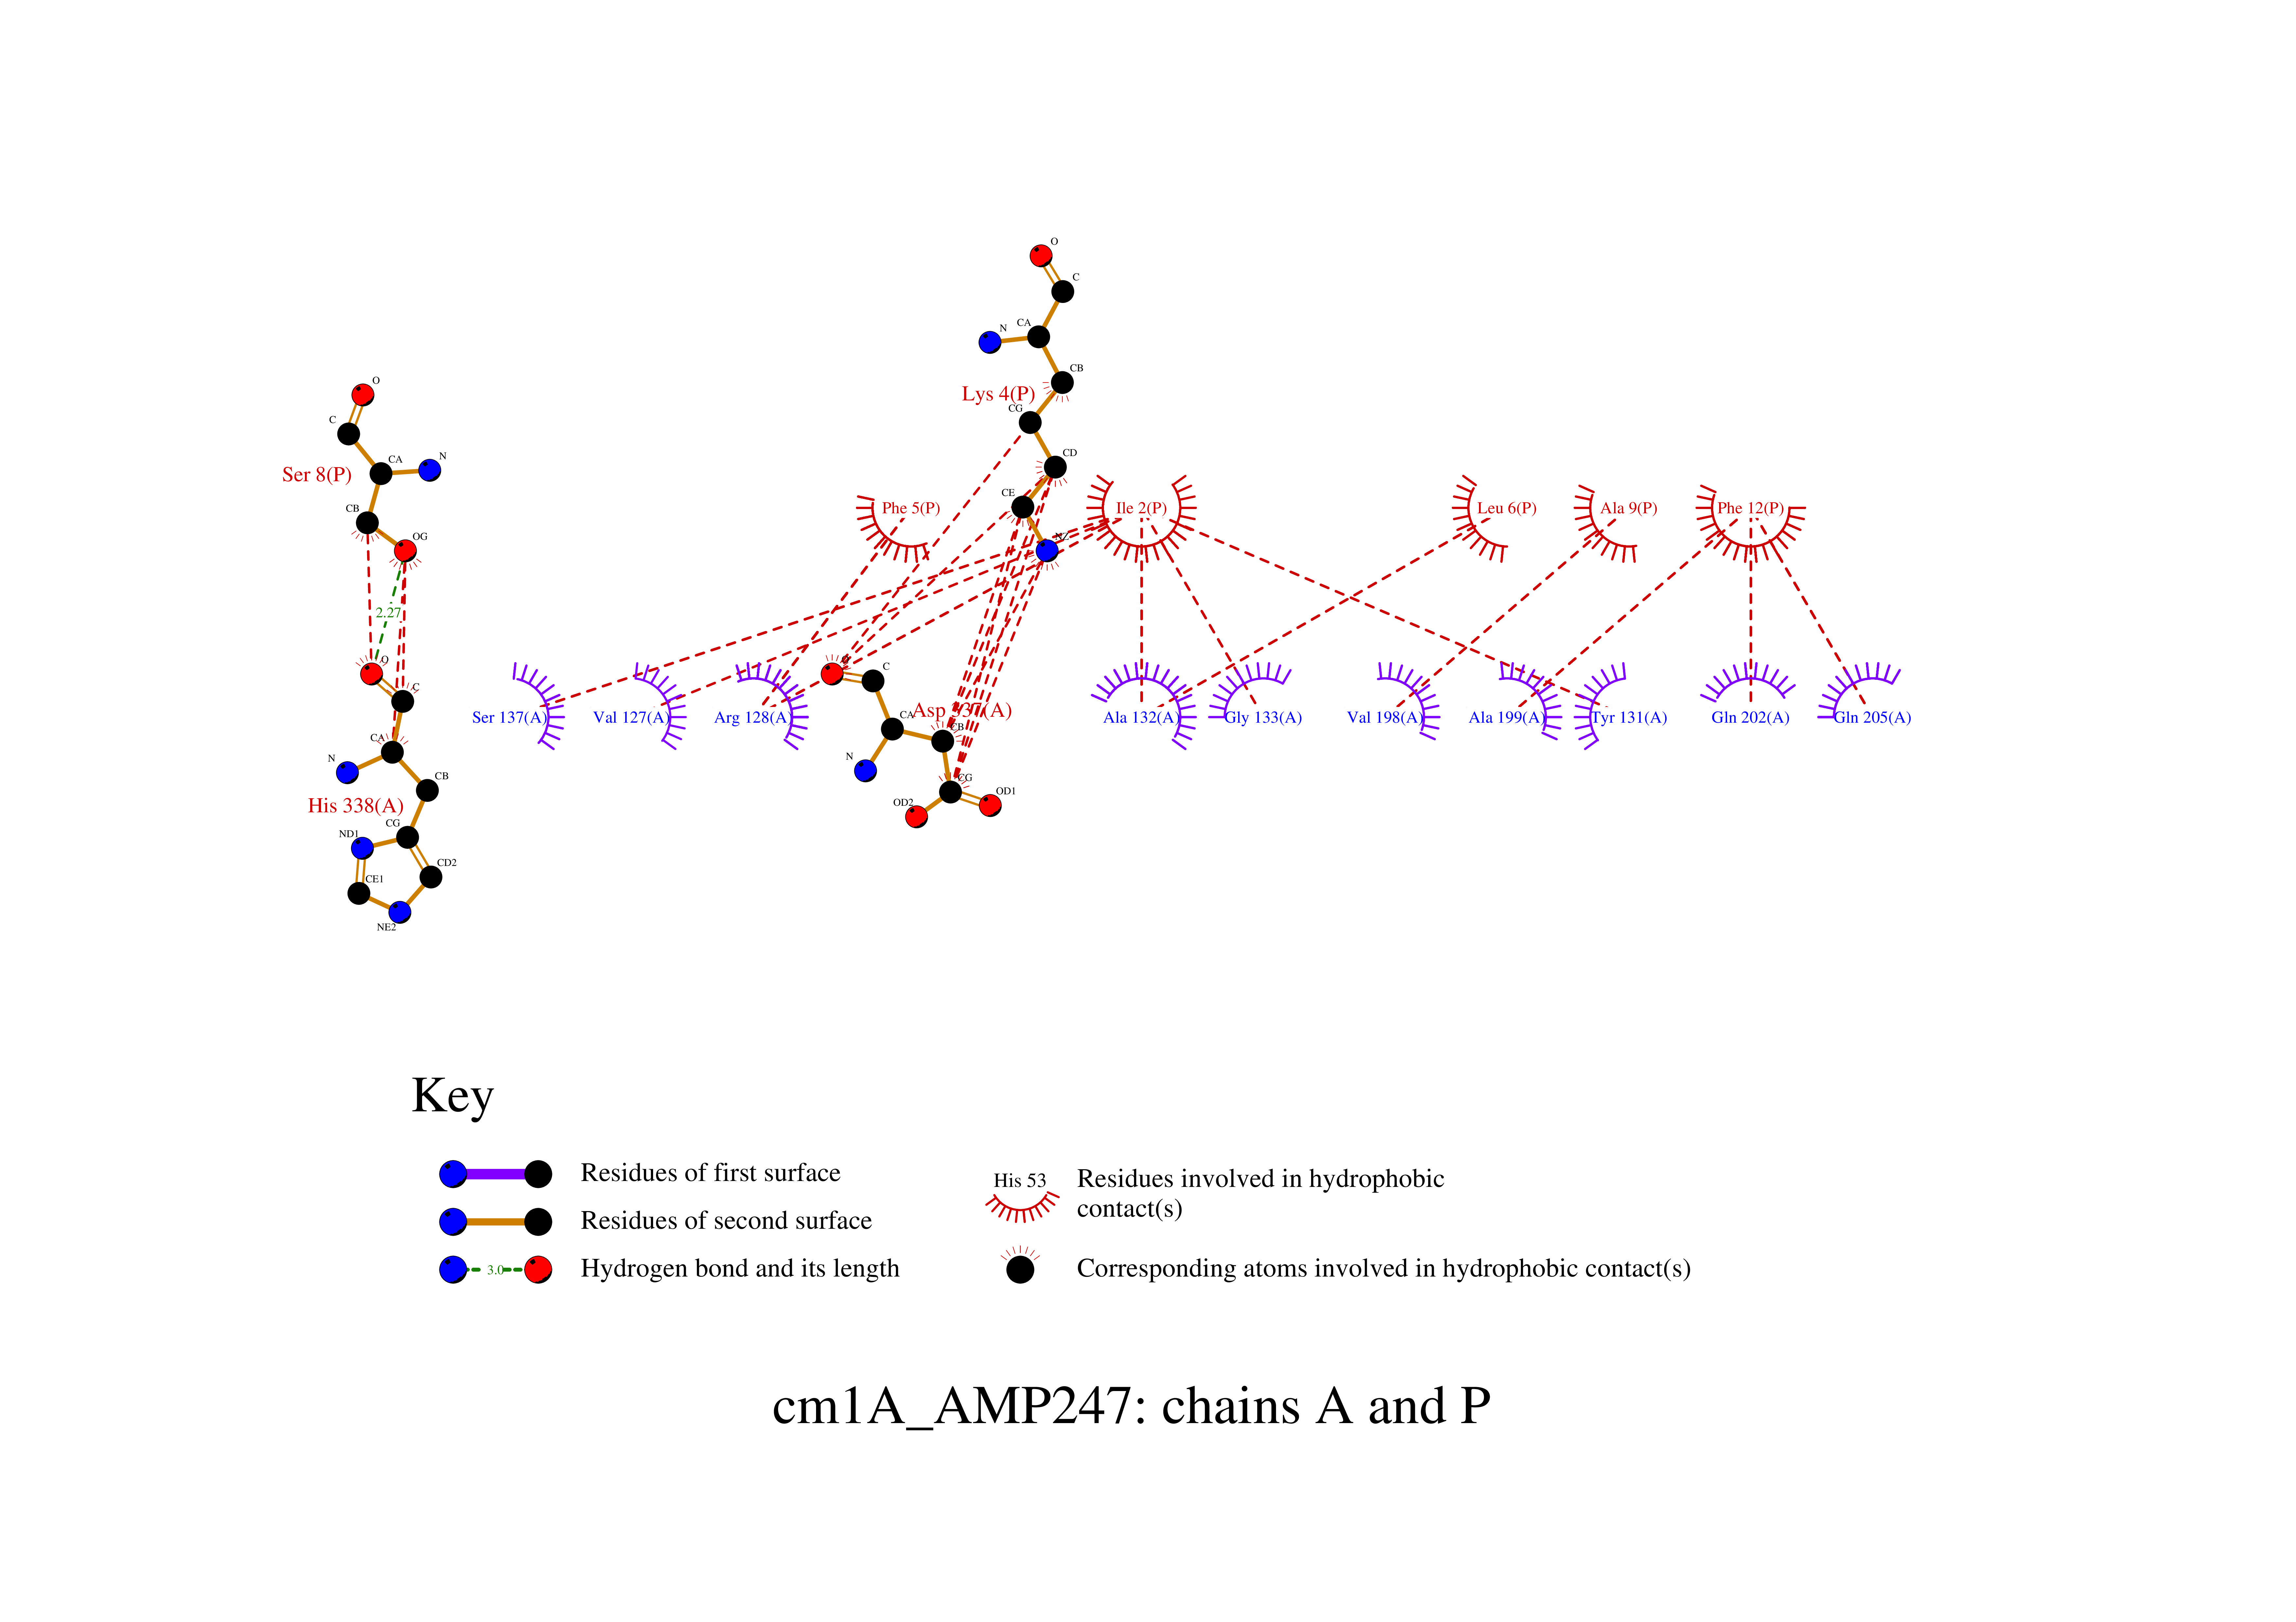 O
C
CA
N
CB
Lys 4(P)
CG
CD
CE
NZ
O
C
CA
N
Ser 8(P)
CB
OG
2.27
Phe 5(P)
Ile 2(P)
Leu 6(P)
Ala 9(P)
Phe 12(P)
O
C
CA
N
CB
His 338(A)
CG
ND1
CD2
CE1
NE2
Ser 137(A)
Val 127(A)
Arg 128(A)
O
C
CA
Asp 337(A)
CB
N
CG
OD2
OD1
Ala 132(A)
Gly 133(A)
Val 198(A)
Ala 199(A)
Tyr 131(A)
Gln 202(A)
Gln 205(A)
Key
Residues of first surface
Residues of second surface
3.0
Hydrogen bond and its length
His 53
Residues involved in hydrophobic
contact(s)
Corresponding atoms involved in hydrophobic contact(s)
cm1A_AMP247: chains A and P